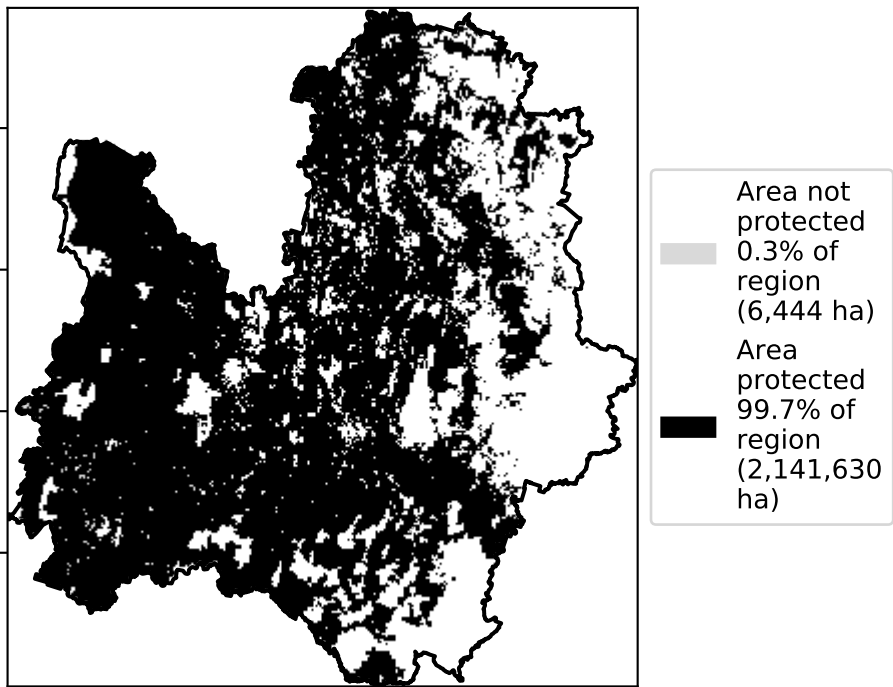 Area not
protected
0.3% of
region
(6,444 ha)
Area
protected
99.7% of
region
(2,141,630
ha)